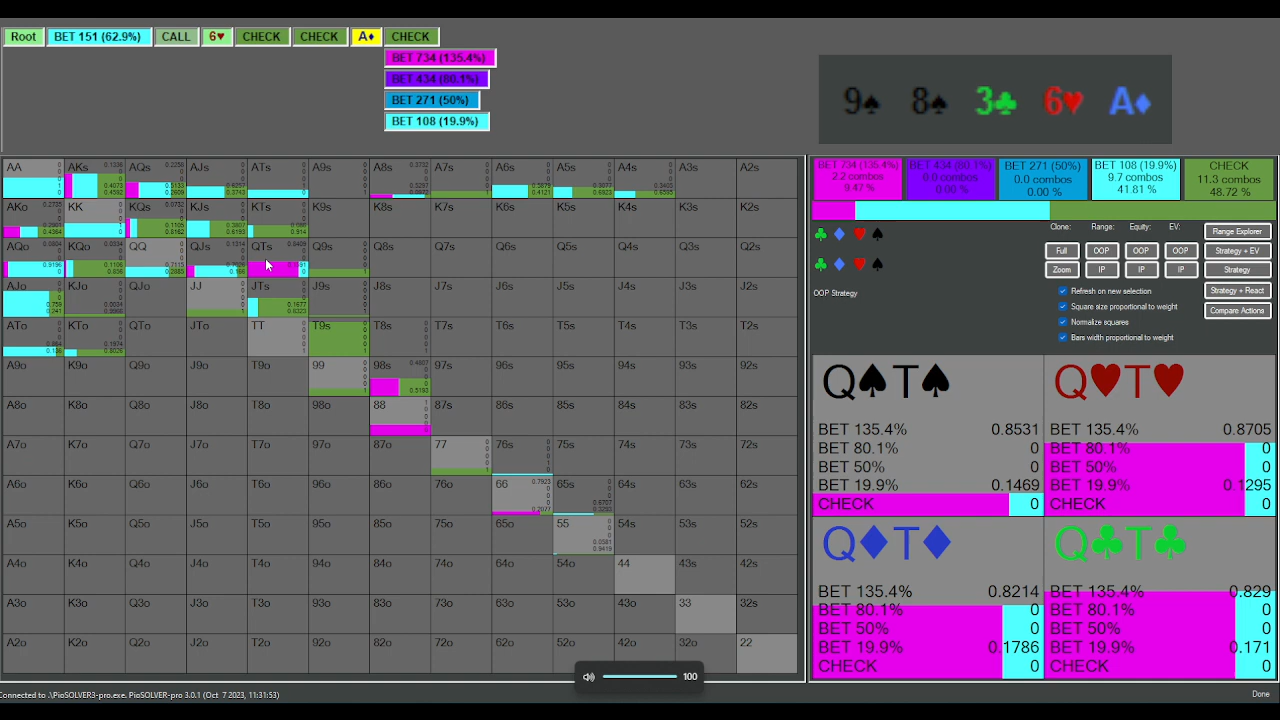 Root BET 151 (62.9%) CALL 6♥ CHECK CHECK A♦ CHECK
BET 734 (135.4%)
BET 434 (80.1%)
BET 271 (50%)
BET 108 (19.9%)
9♠ 8♠ 3♣ 6♥ A♦
AA AKs AQs AJs ATs A9s A8s A7s A6s A5s A4s A3s A2s
AKo KK KQs KJs KTs K9s K8s K7s K6s K5s K4s K3s K2s
AQo KQo QQ QJs QTs Q9s Q8s Q7s Q6s Q5s Q4s Q3s Q2s
AJo KJo QJo JJ JTs J9s J8s J7s J6s J5s J4s J3s J2s
ATo KTo QTo JTo TT T9s T8s T7s T6s T5s T4s T3s T2s
A9o K9o Q9o J9o T9o 99 98s 97s 96s 95s 94s 93s 92s
A8o K8o Q8o J8o T8o 98o 88 87s 86s 85s 84s 83s 82s
A7o K7o Q7o J7o T7o 97o 87o 77 76s 75s 74s 73s 72s
A6o K6o Q6o J6o T6o 96o 86o 76o 66 65s 64s 63s 62s
A5o K5o Q5o J5o T5o 95o 85o 75o 65o 55 54s 53s 52s
A4o K4o Q4o J4o T4o 94o 84o 74o 64o 54o 44 43s 42s
A3o K3o Q3o J3o T3o 93o 83o 73o 63o 53o 43o 33 32s
A2o K2o Q2o J2o T2o 92o 82o 72o 62o 52o 42o 32o 22
BET 734 (135.4%) BET 434 (80.1%) BET 271 (50%) BET 108 (19.9%) CHECK
2.2 combos 0.0 combos 0.0 combos 9.7 combos 11.3 combos
9.47 % 0.00 % 0.00 % 41.81 % 48.72 %
♣ ♦ ♥ ♠
♣ ♦ ♥ ♠
OOP Strategy
Clone: Range: Equity: EV:
Full OOP OOP OOP
Zoom IP IP IP
Refresh on new selection
Square size proportional to weight
Normalize squares
Bars width proportional to weight
Range Explorer
Strategy + EV
Strategy
Strategy + React
Compare Actions
Q♠T♠ Q♥T♥
BET 135.4% 0.8531 BET 135.4% 0.8705
BET 80.1% 0 BET 80.1% 0
BET 50% 0 BET 50% 0
BET 19.9% 0.1469 BET 19.9% 0.1295
CHECK 0 CHECK 0
Q♦T♦ Q♣T♣
BET 135.4% 0.8214 BET 135.4% 0.829
BET 80.1% 0 BET 80.1% 0
BET 50% 0 BET 50% 0
BET 19.9% 0.1786 BET 19.9% 0.171
CHECK 0 CHECK 0
100
Connected to .\PioSOLVER3-pro.exe. PioSOLVER-pro 3.0.1 (Oct 7 2023, 11:31:53)
Done